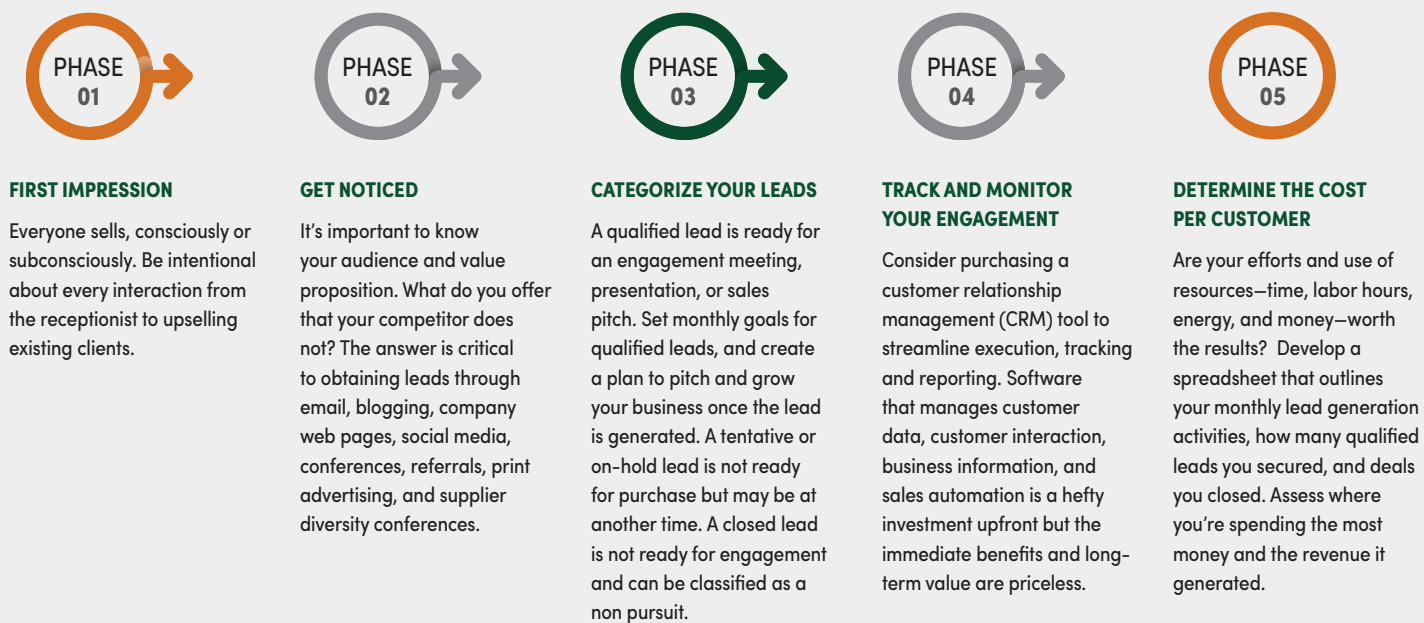 PHASE
01
PHASE
02
PHASE
03
PHASE
04
PHASE
05
FIRST IMPRESSION
Everyone sells, consciously or
subconsciously. Be intentional
about every interaction from
the receptionist to upselling
existing clients.
GET NOTICED
It's important to know
your audience and value
proposition. What do you offer
that your competitor does
not? The answer is critical
to obtaining leads through
email, blogging, company
web pages, social media,
conferences, referrals, print
advertising, and supplier
diversity conferences.
CATEGORIZE YOUR LEADS
A qualified lead is ready for
an engagement meeting,
presentation, or sales
pitch. Set monthly goals for
qualified leads, and create
a plan to pitch and grow
your business once the lead
is generated. A tentative or
on-hold lead is not ready
for purchase but may be at
another time. A closed lead
is not ready for engagement
and can be classified as a
non pursuit.
TRACK AND MONITOR
YOUR ENGAGEMENT
Consider purchasing a
customer relationship
management (CRM) tool to
streamline execution, tracking
and reporting. Software
that manages customer
data, customer interaction,
business information, and
sales automation is a hefty
investment upfront but the
immediate benefits and long-
term value are priceless.
DETERMINE THE COST
PER CUSTOMER
Are your efforts and use of
resources—time, labor hours,
energy, and money—worth
the results?  Develop a
spreadsheet that outlines
your monthly lead generation
activities, how many qualified
leads you secured, and deals
you closed. Assess where
you're spending the most
money and the revenue it
generated.